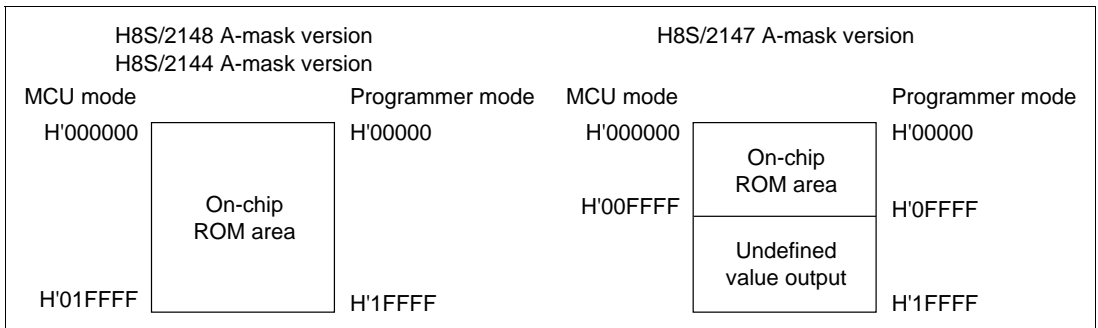 H8S/2148 A-mask version
H8S/2144 A-mask version
MCU mode
Programmer mode
H'000000
H'00000
On-chip
ROM area
H'01FFFF
H'1FFFF
H8S/2147 A-mask version
MCU mode
Programmer mode
H'000000
H'00000
On-chip
ROM area
H'00FFFF
H'0FFFF
Undefined
value output
H'1FFFF